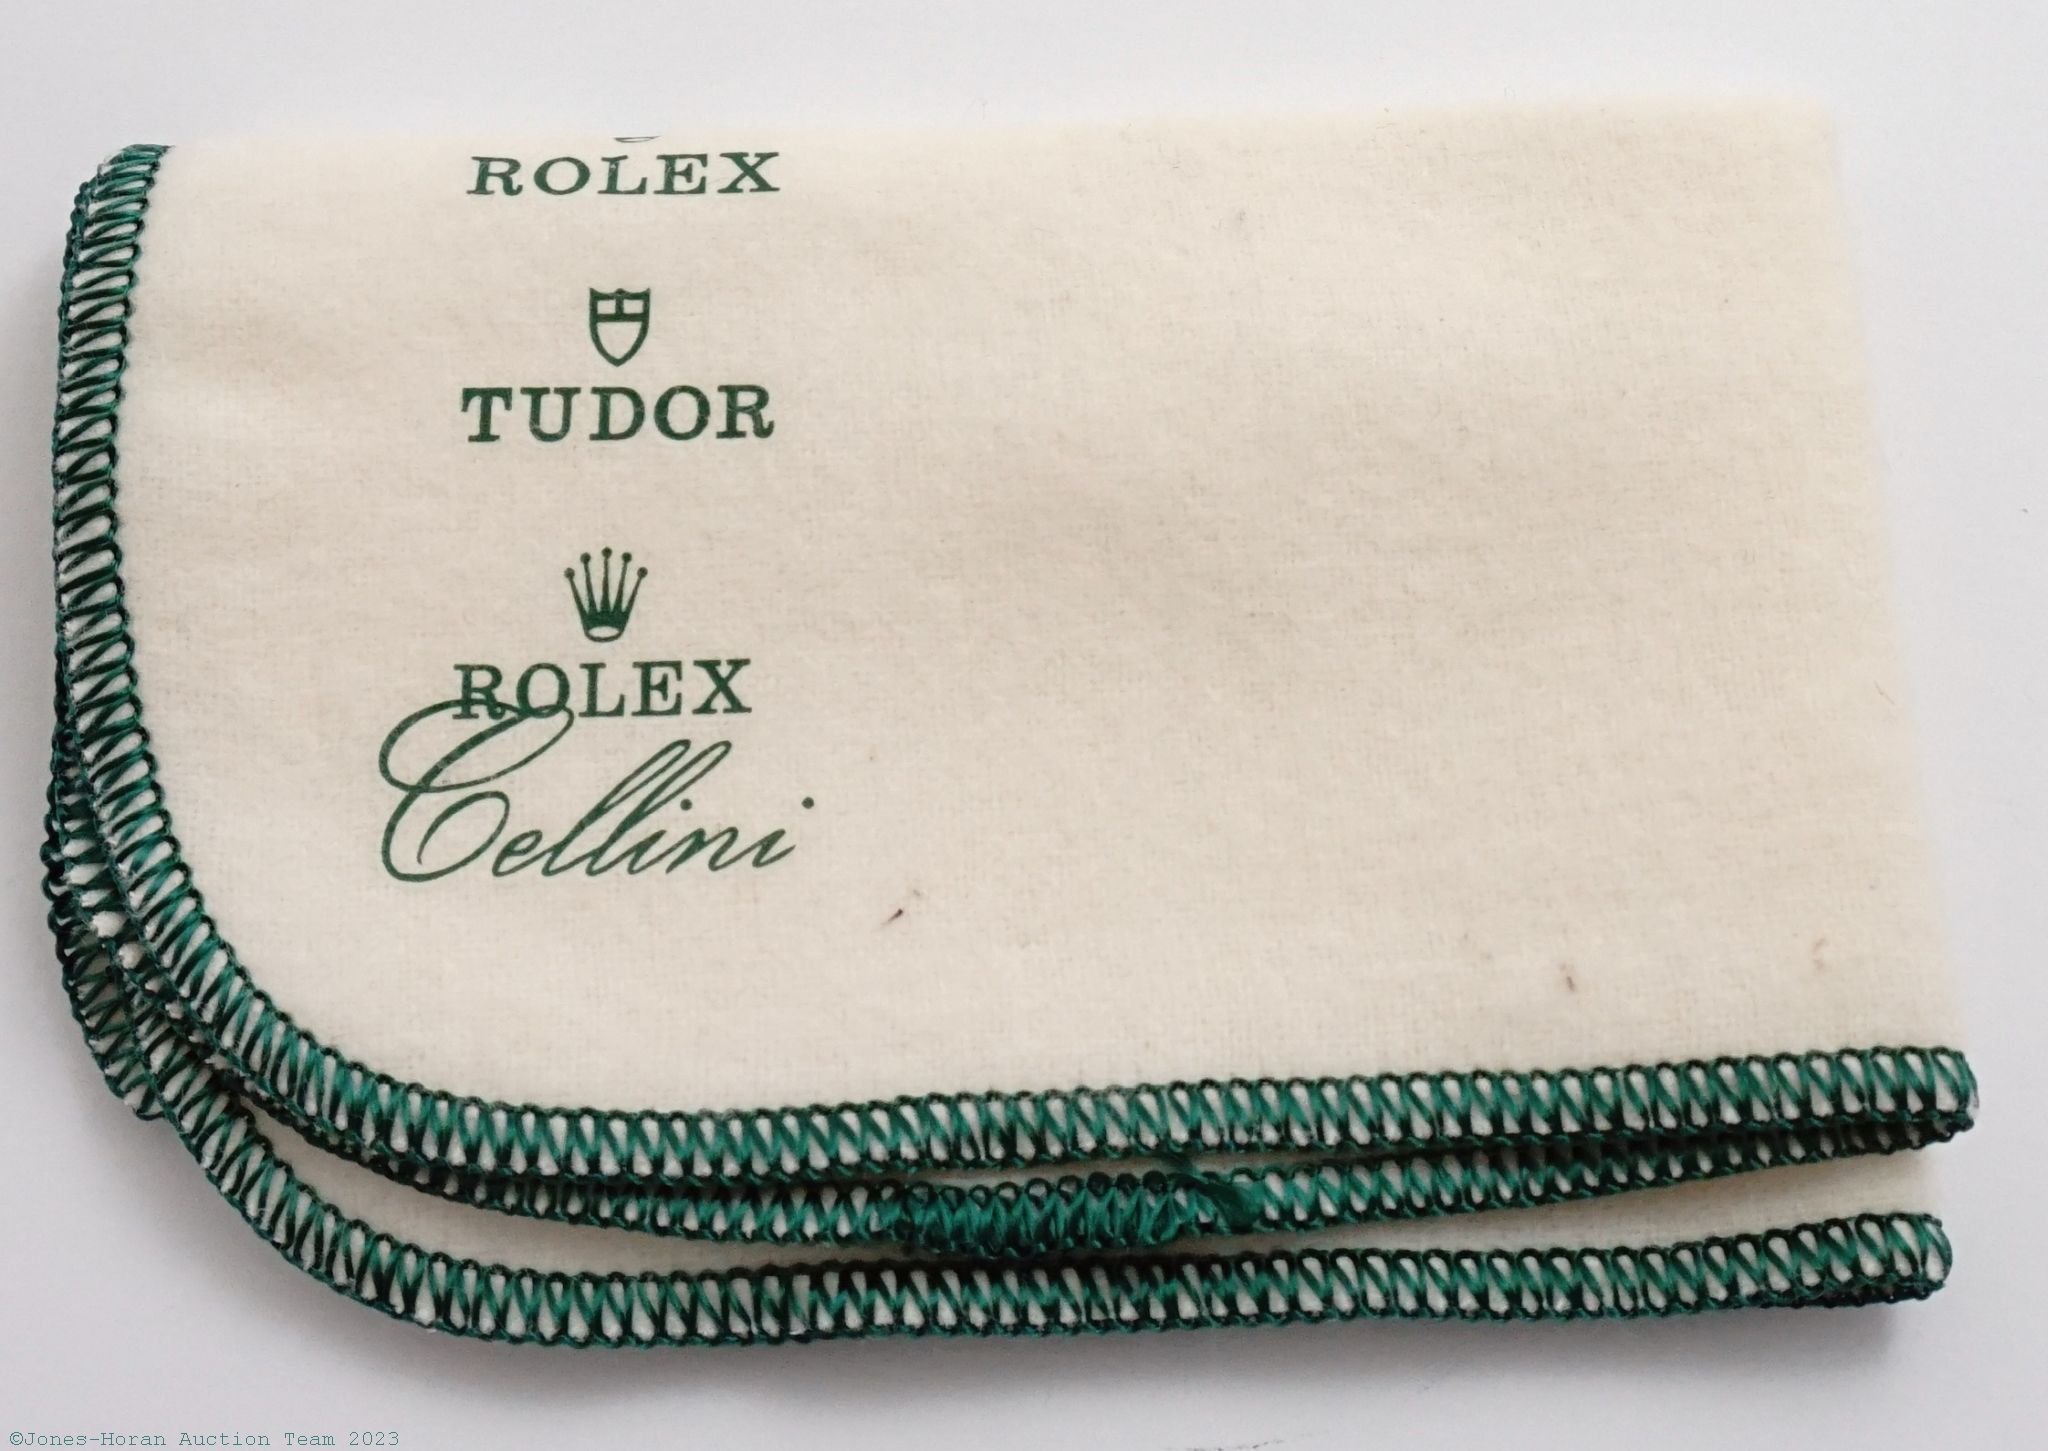 ROLEX
TUDOR
ROLEX
Cellini
©Jones-Horan Auction Team 2023